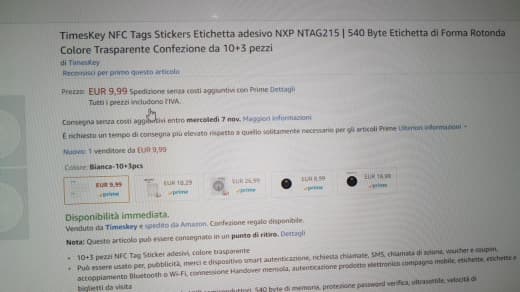 TimesKey NFC Tags Stickers Etichetta adesivo NXP NTAG215 | 540 Byte Etichetta di Forma Rotonda
Colore Trasparente Confezione da 10+3 pezzi
di TimesKey
Recensisci per primo questo articolo
Prezzo: EUR 9,99 Spedizione senza costi aggiuntivi con Prime Dettagli
Tutti i prezzi includono l'IVA.
Consegna senza costi aggiuntivi entro mercoledì 7 nov. Maggiori informazioni
È richiesto un tempo di consegna più elevato rispetto a quello solitamente necessario per gli articoli Prime Ulteriori informazioni
Nuovo: 1 venditore da EUR 9,99
Colore: Bianca-10+3pcs
EUR 9,99 EUR 18,29 EUR 26,99 EUR 8,99 EUR 16,99
prime prime prime prime prime
Disponibilità immediata.
Venduto da Timeskey e spedito da Amazon. Confezione regalo disponibile.
Nota: Questo articolo può essere consegnato in un punto di ritiro. Dettagli
• 10+3 pezzi NFC Tag Sticker adesivi, colore trasparente
• Può essere usato per, pubblicità, merci e dispositivo smart autenticazione, richiesta chiamate, SMS, chiamata di azione, voucher e coupon,
accoppiamento Bluetooth o Wi-Fi, connessione Handover mensola, autenticazione prodotto elettronici compagno mobile, etichette, etichette e
biglietti da visita
540 byte di memoria, protezione password verifica, ultrasottile, velocità di